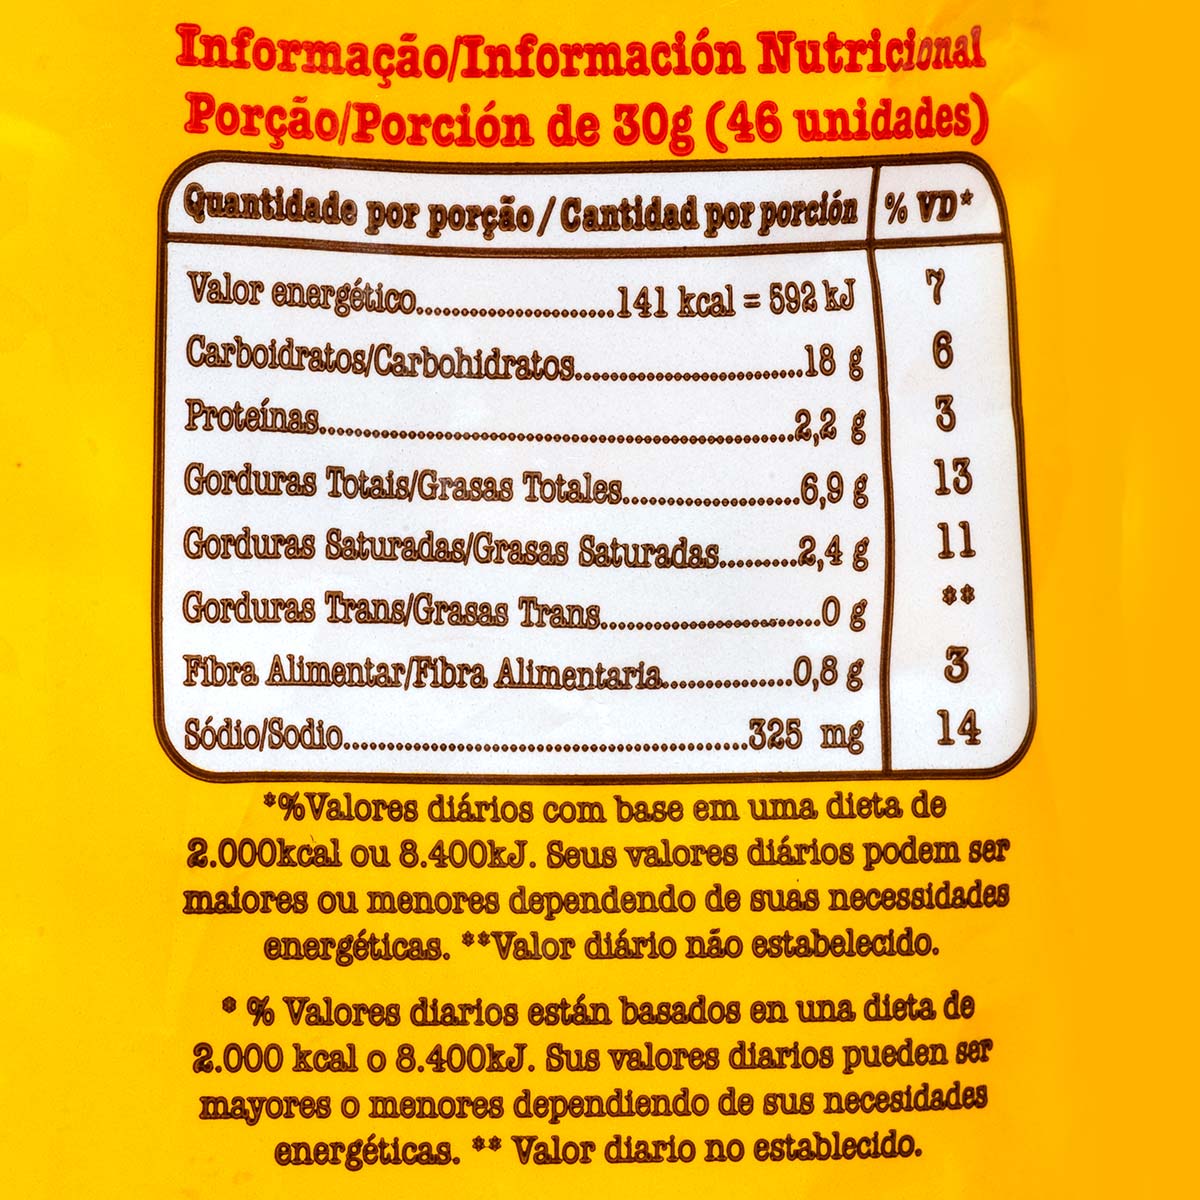 Informação/Información Nutricional
Porção/Porción de 30g (46 unidades)
Quantidade por porção / Cantidad por porción % VD*
Valor energético......................141 kcal = 592 kJ 7
Carboidratos/Carbohidratos.........................18 g 6
Proteínas.....................................................2,2 g 3
Gorduras Totais/Grasas Totales...................6,9 g 13
Gorduras Saturadas/Grasas Saturadas.........2,4 g 11
Gorduras Trans/Grasas Trans........................0 g **
Fibra Alimentar/Fibra Alimentaria..............0,8 g 3
Sódio/Sodio.............................................325 mg 14
*%Valores diários com base em uma dieta de
2.000kcal ou 8.400kJ. Seus valores diários podem ser
maiores ou menores dependendo de suas necessidades
energéticas. **Valor diário não estabelecido.
* % Valores diarios están basados en una dieta de
2.000 kcal o 8.400kJ. Sus valores diarios pueden ser
mayores o menores dependiendo de sus necesidades
energéticas. ** Valor diario no establecido.